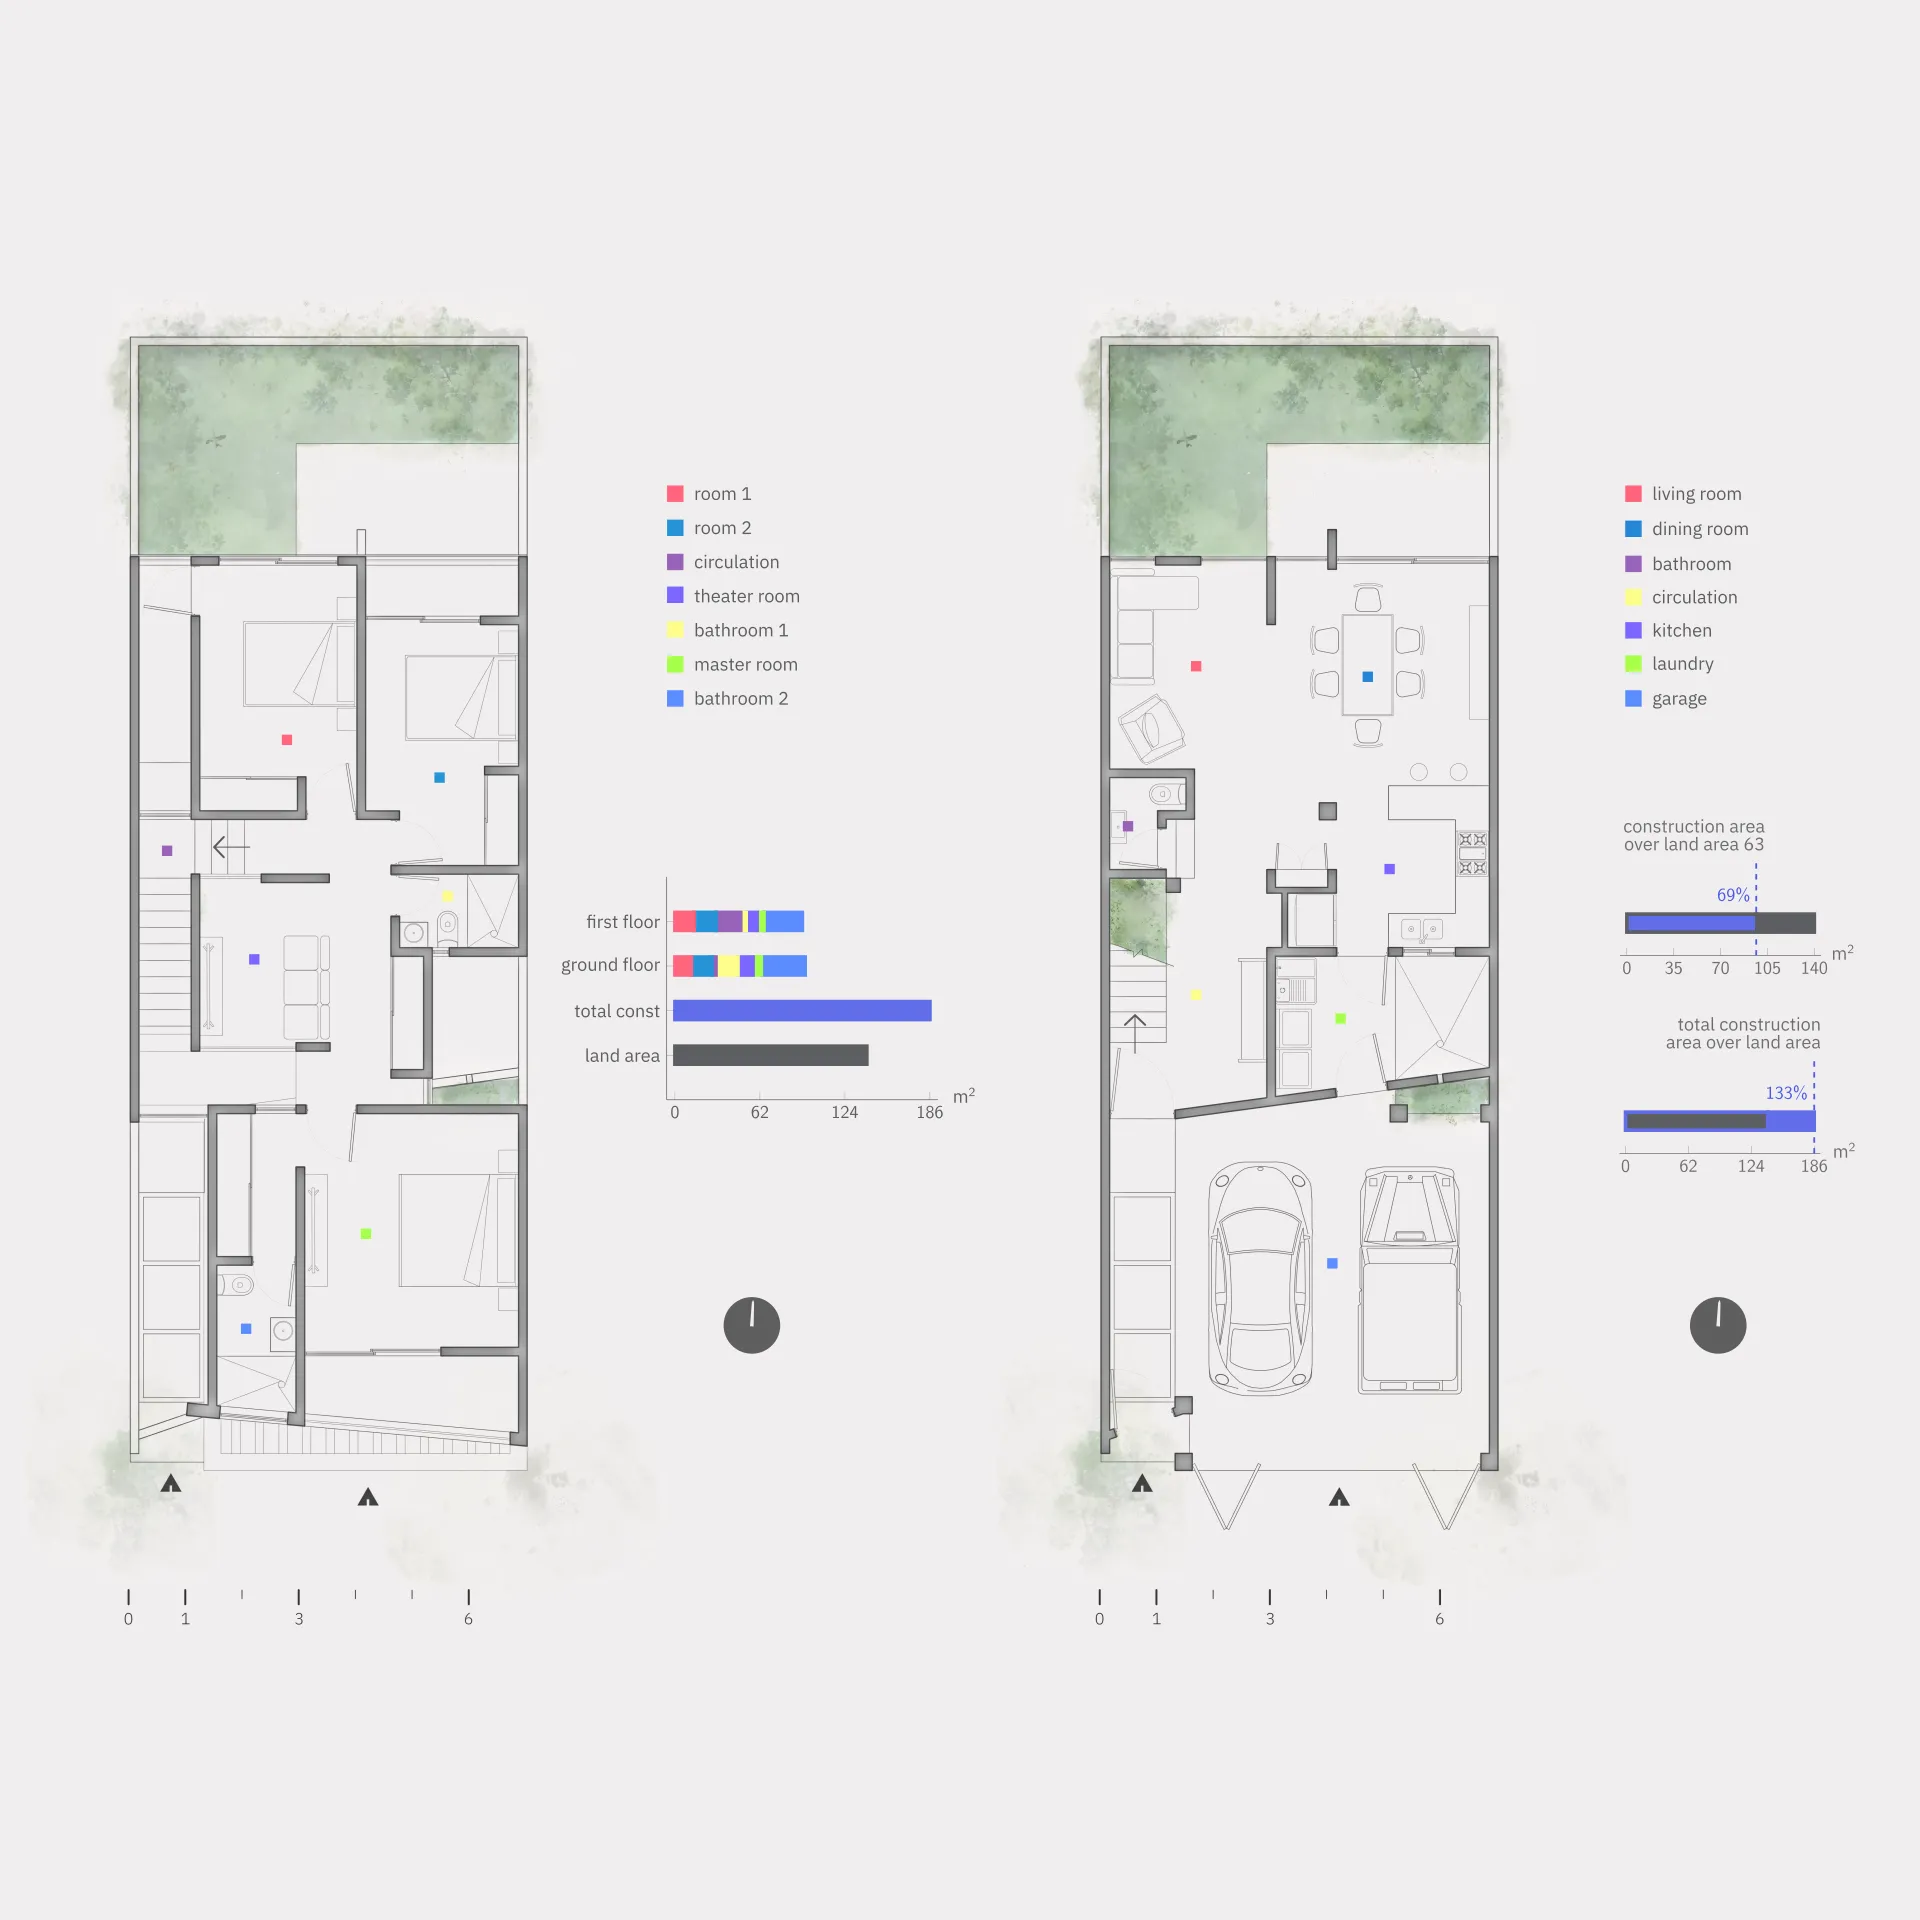 room 1
room 2
circulation
theater room
bathroom 1
master room
bathroom 2
first floor
ground floor
total const
land area
0 62 124 186 m²
0 1 3 6
living room
dining room
bathroom
circulation
kitchen
laundry
garage
construction area
over land area 63
69%
0 35 70 105 140 m²
total construction
area over land area
133%
0 62 124 186 m²
0 1 3 6